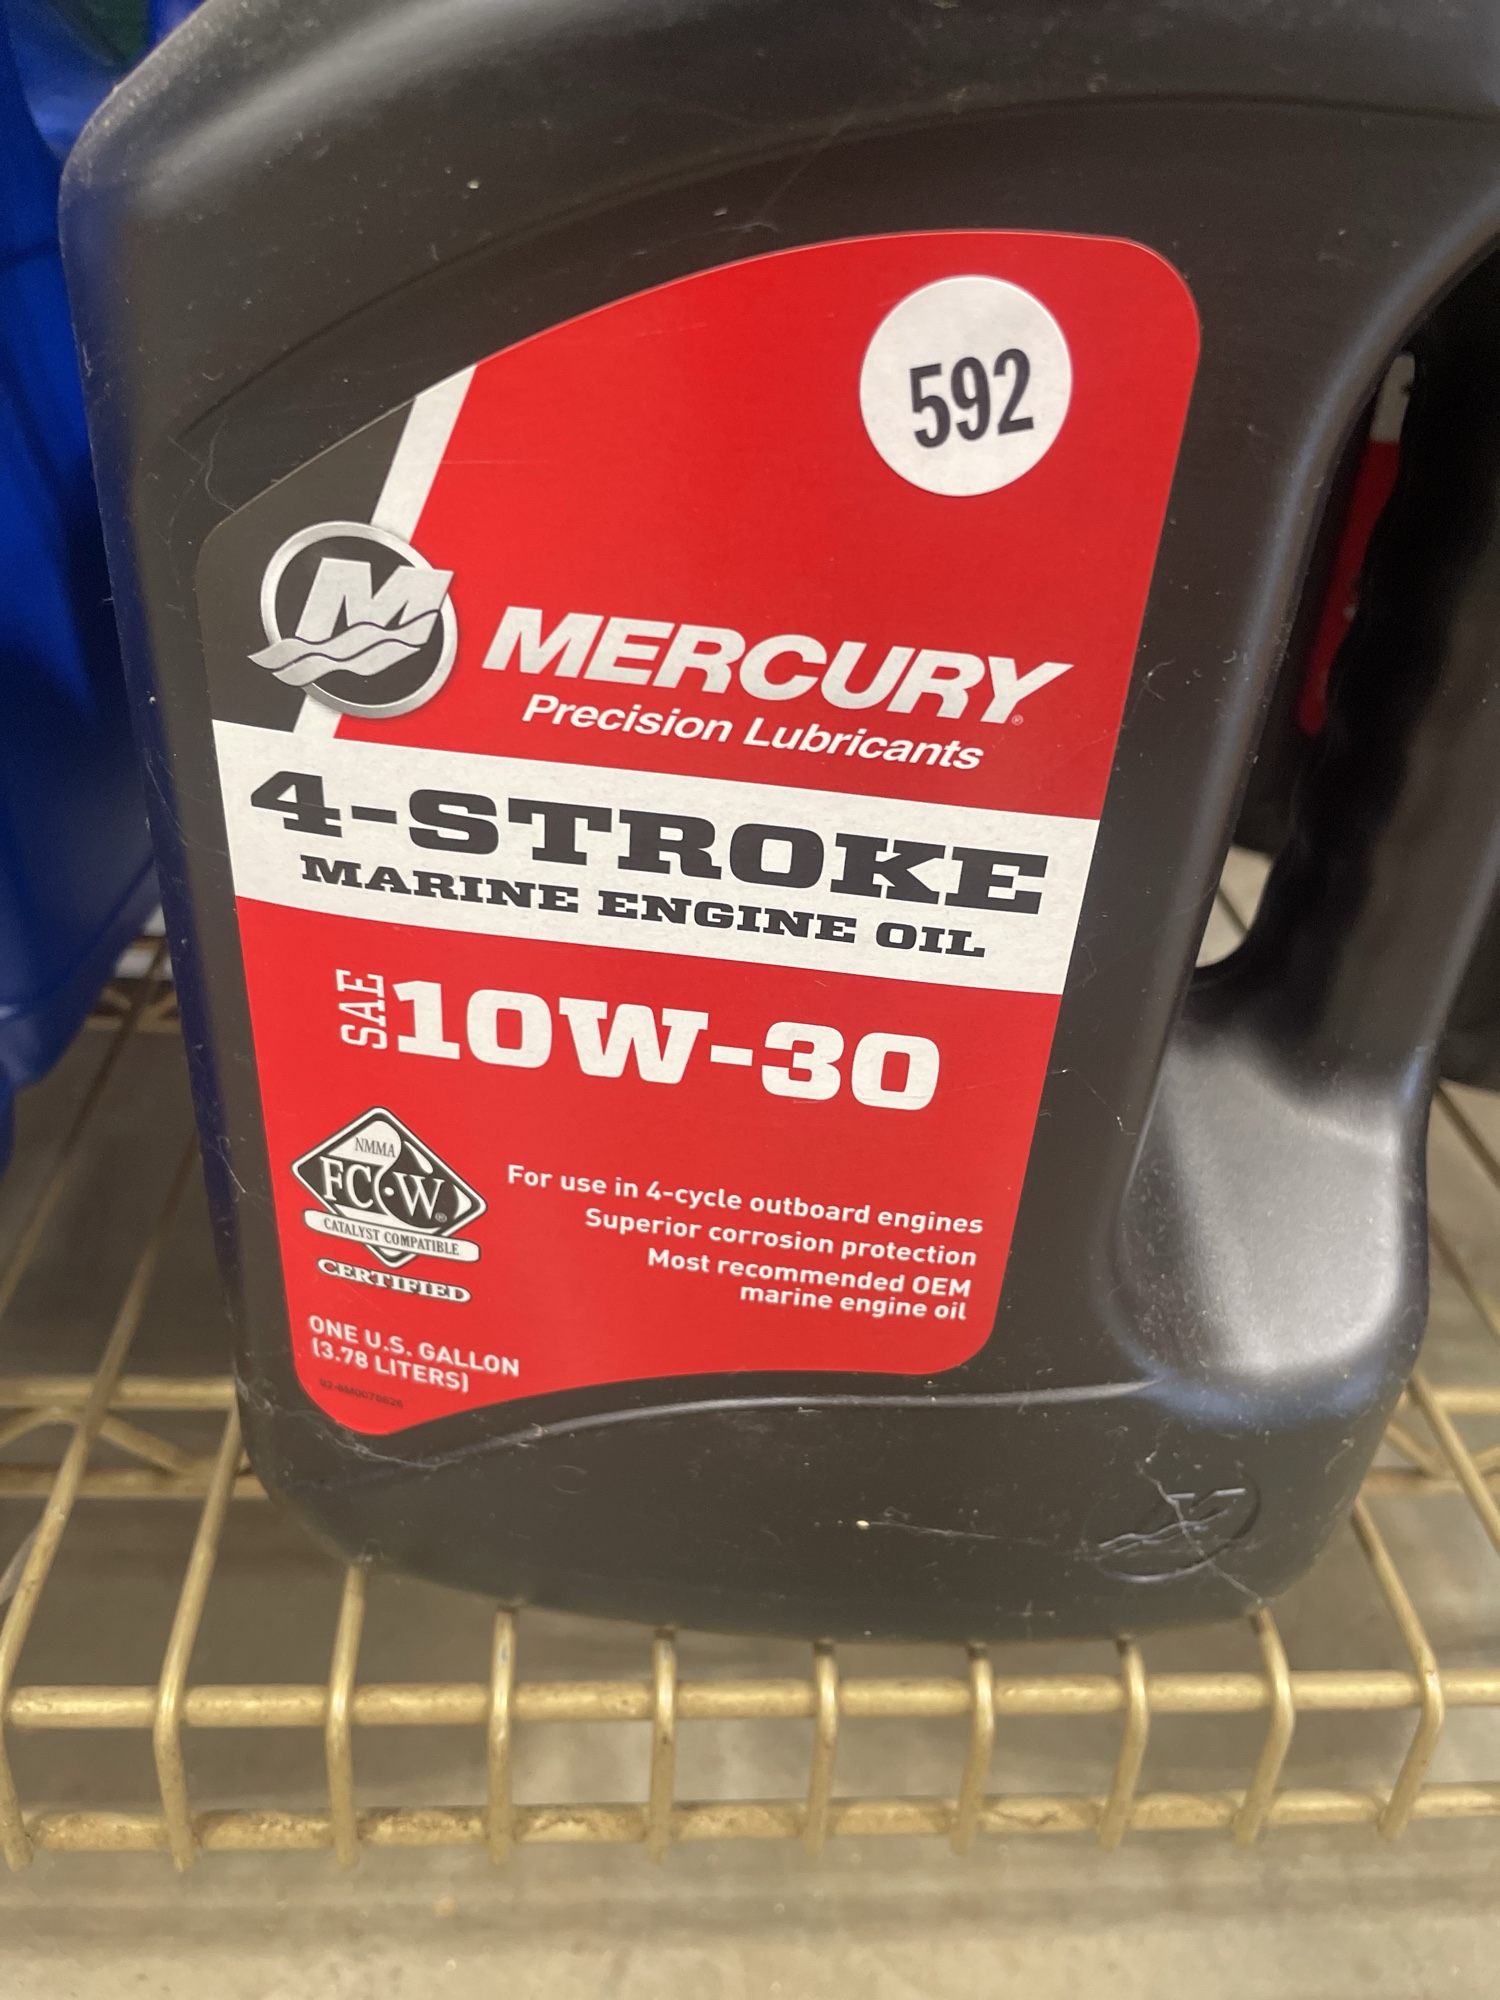 592
M
MERCURY®
Precision Lubricants
4-STROKE
MARINE ENGINE OIL
SAE 10W-30
NMMA
FC-W®
CATALYST COMPATIBLE
CERTIFIED
For use in 4-cycle outboard engines
Superior corrosion protection
Most recommended OEM
marine engine oil
ONE U.S. GALLON
(3.78 LITERS)